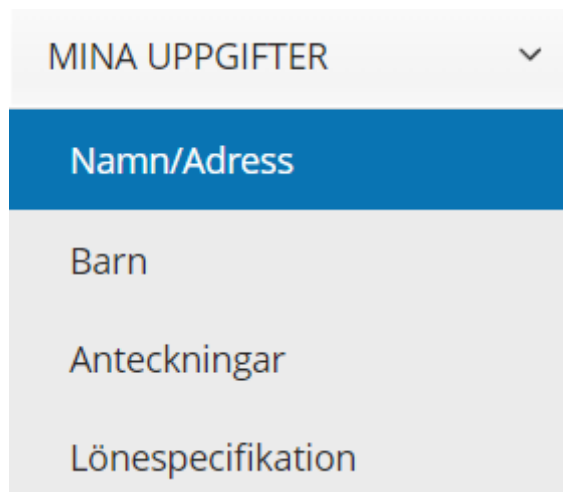 MINA UPPGIFTER
Namn/Adress
Barn
Anteckningar
Lönespecifikation